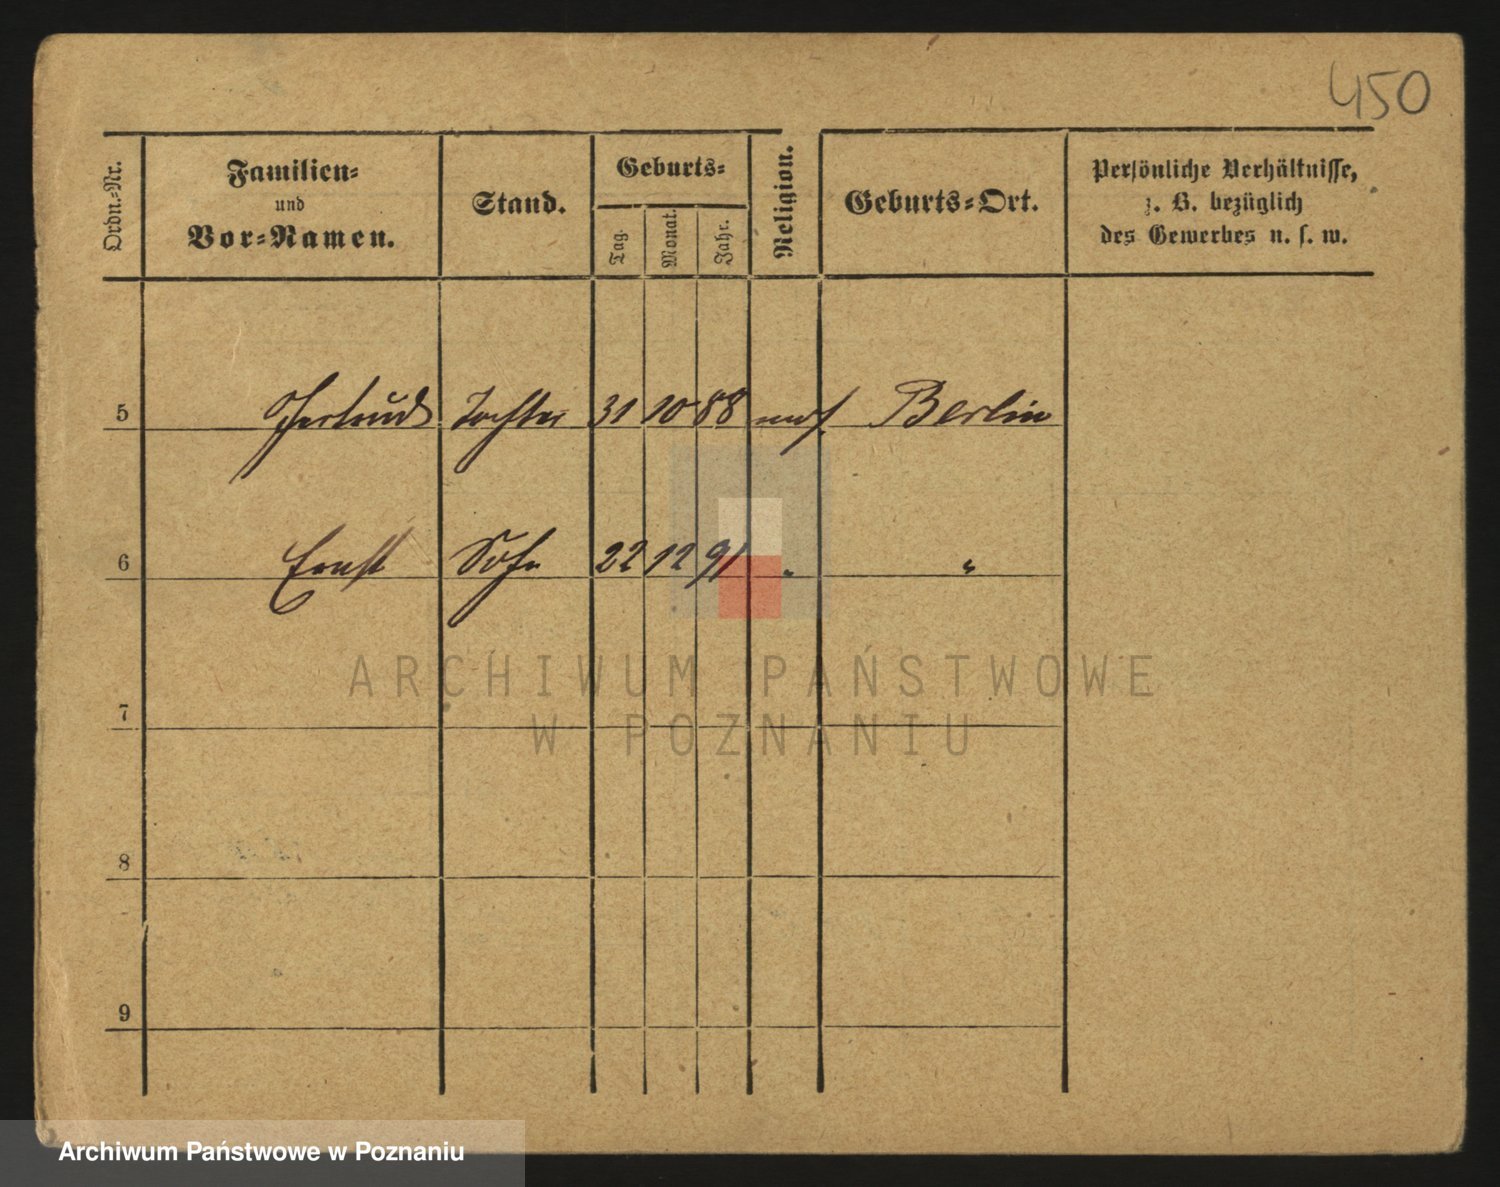 450
Ordn.-Nr.
Familien-
und
Vor-Namen.
Stand.
Geburts-
Tag.
Monat.
Jahr.
Religion.
Geburts-Ort.
Persönliche Verhältnisse,
z. B. bezüglich
des Gewerbes u. s. w.
5 Gertrud Tochter 31 10 88 Berlin
6 Ernst Sohn 22 12 91 " "
7
8
9
ARCHIWUM PAŃSTWOWE
W POZNANIU
Archiwum Państwowe w Poznaniu